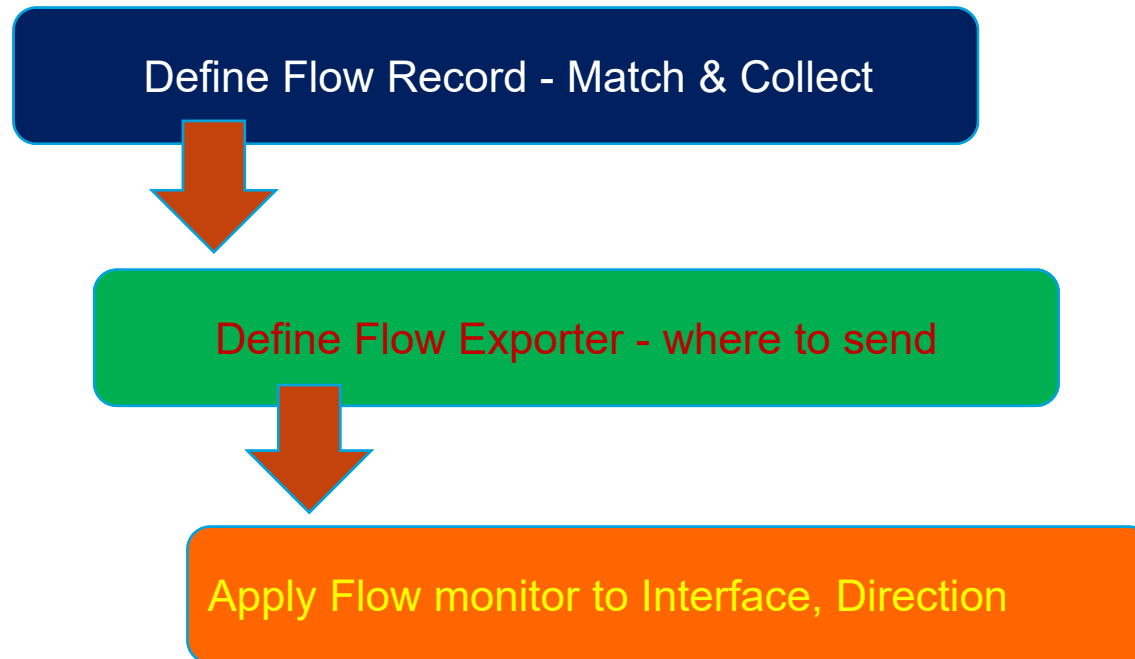 Define Flow Record - Match & Collect
Define Flow Exporter - where to send
Apply Flow monitor to Interface, Direction